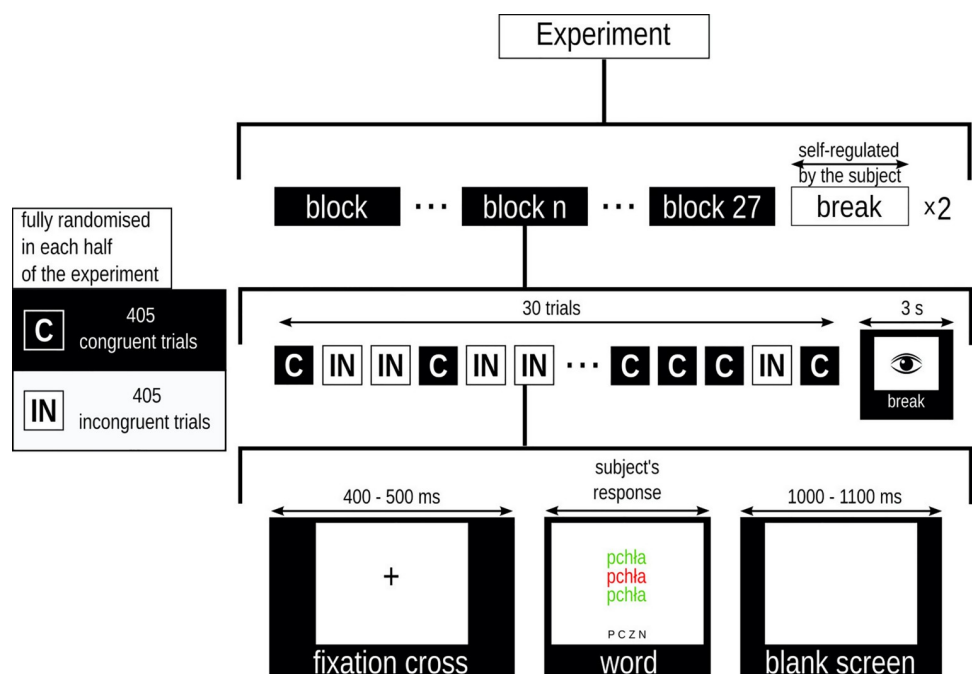 Experiment
self-regulated
by the subject
block ... block n ... block 27 break x2
fully randomised
in each half
of the experiment
C 405
congruent trials
IN 405
incongruent trials
30 trials 3 s
C IN IN C IN IN ... C C C IN C
break
subject's
response
400 - 500 ms 1000 - 1100 ms
+
pchła
pchła
pchła
P C Z N
fixation cross word blank screen